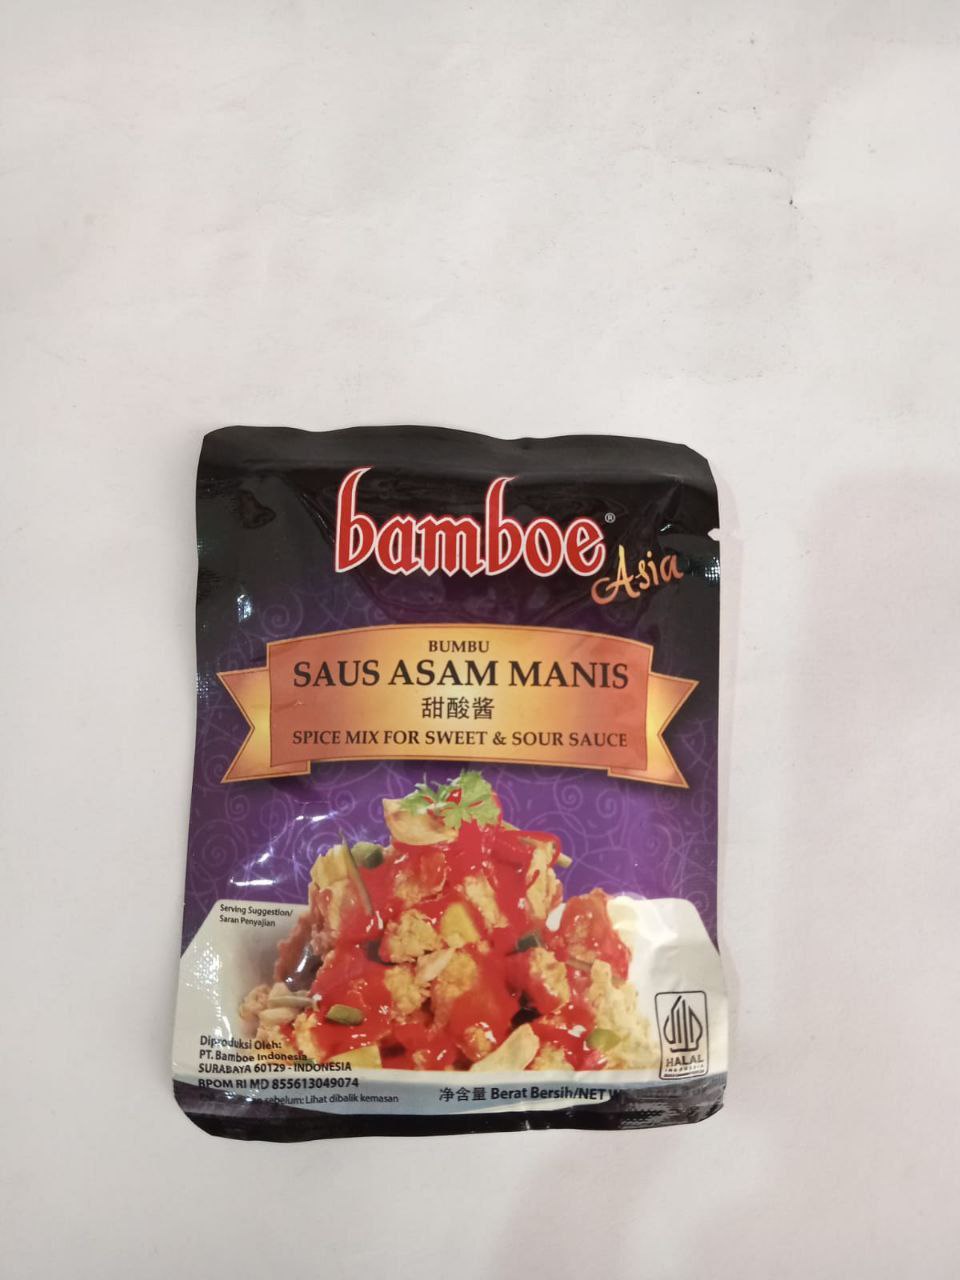 bamboe®
Asia
BUMBU
SAUS ASAM MANIS
甜酸酱
SPICE MIX FOR SWEET & SOUR SAUCE
Serving Suggestion/
Saran Penyajian
Diproduksi Oleh:
PT. Bamboe Indonesia
SURABAYA 60129 - INDONESIA
BPOM RI MD 855613049074
sebelum: Lihat dibalik kemasan
净含量 Berat Bersih/NET
HALAL
INDONESIA